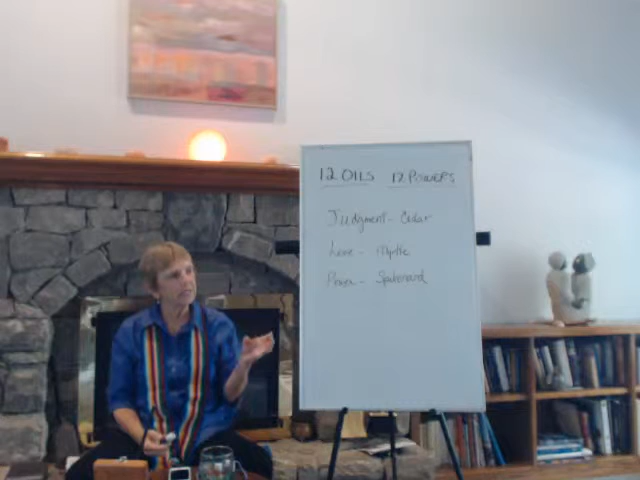 12 OILS 12 POWERS
Judgment - Cedar
Love - Myrtle
Power - Spikenard